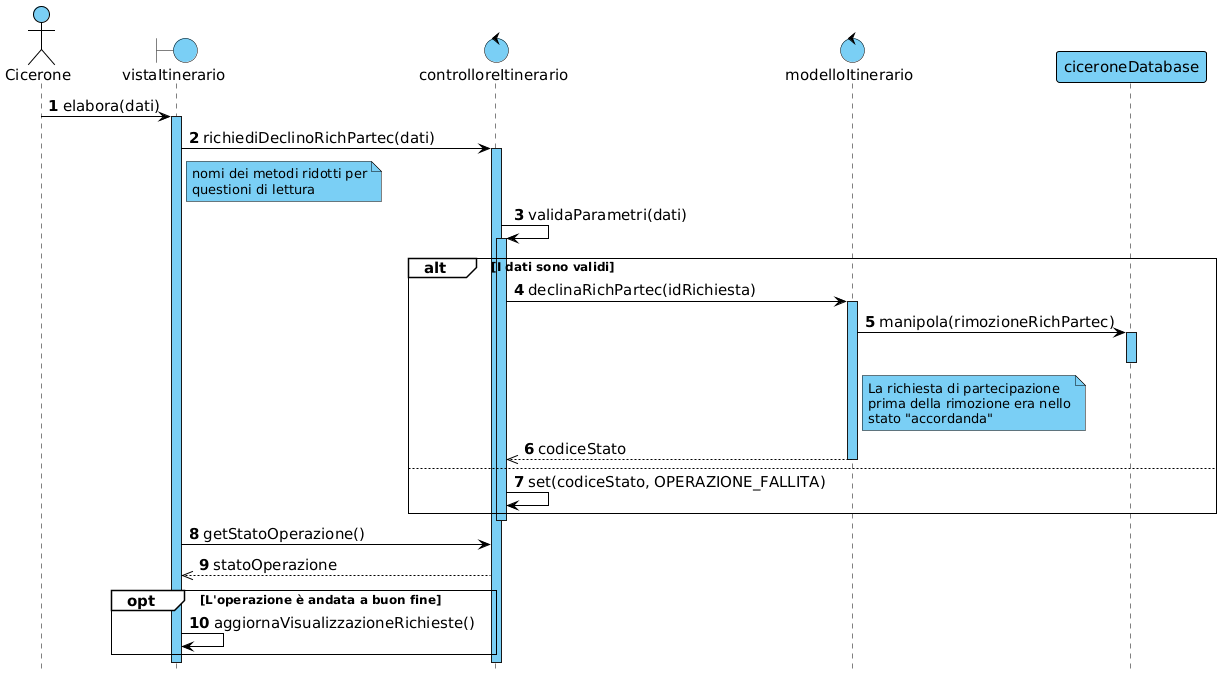 Cicerone
vistaItinerario
controlloreItinerario
modelloItinerario
ciceroneDatabase
1 elabora(dati)
2 richiediDeclinoRichPartec(dati)
nomi dei metodi ridotti per
questioni di lettura
3 validaParametri(dati)
alt
[I dati sono validi]
4 declinaRichPartec(idRichiesta)
5 manipola(rimozioneRichPartec)
La richiesta di partecipazione
prima della rimozione era nello
stato "accordanda"
6 codiceStato
7 set(codiceStato, OPERAZIONE_FALLITA)
8 getStatoOperazione()
9 statoOperazione
opt
[L'operazione è andata a buon fine]
10 aggiornaVisualizzazioneRichieste()